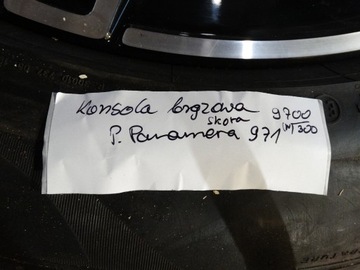 Konsola brązowa 9700
skóra (M) 300
P. Panamera 971